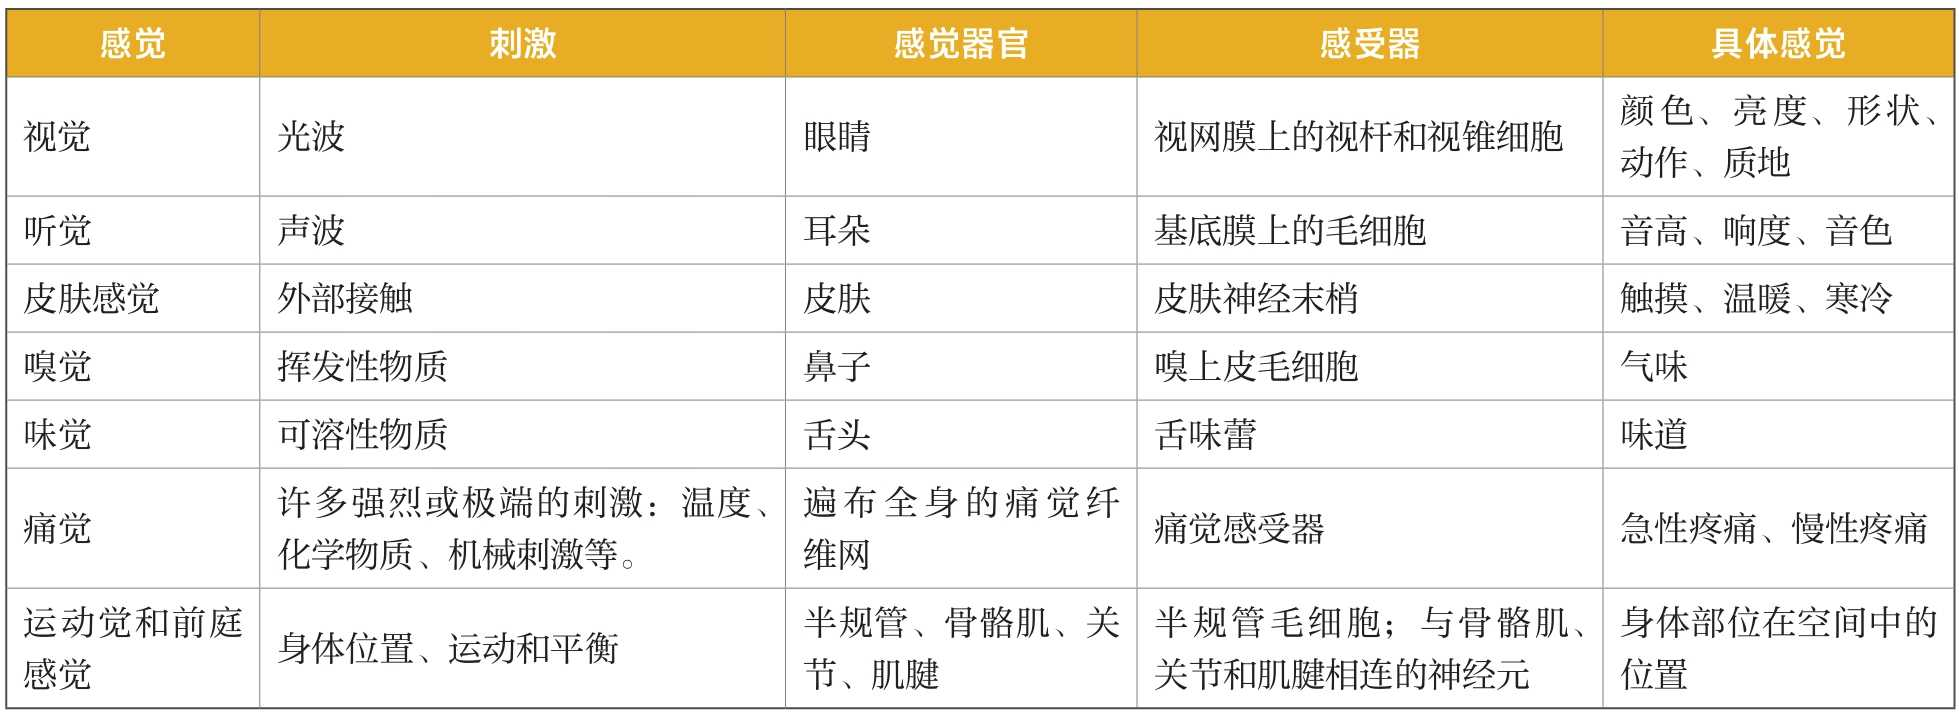 感觉 刺激 感觉器官 感受器 具体感觉
视觉 光波 眼睛 视网膜上的视杆和视锥细胞 颜色、亮度、形状、
动作、质地
听觉 声波 耳朵 基底膜上的毛细胞 音高、响度、音色
皮肤感觉 外部接触 皮肤 皮肤神经末梢 触摸、温暖、寒冷
嗅觉 挥发性物质 鼻子 嗅上皮毛细胞 气味
味觉 可溶性物质 舌头 舌味蕾 味道
痛觉 许多强烈或极端的刺激：温度、
化学物质、机械刺激等。 遍布全身的痛觉纤
维网 痛觉感受器 急性疼痛、慢性疼痛
运动觉和前庭
感觉 身体位置、运动和平衡 半规管、骨骼肌、关
节、肌腱 半规管毛细胞；与骨骼肌、
关节和肌腱相连的神经元 身体部位在空间中的
位置